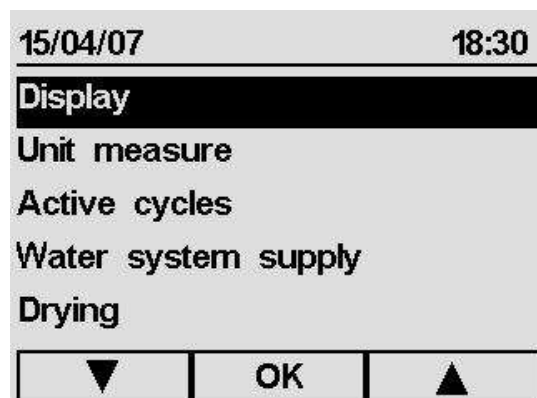 15/04/07 18:30
Display
Unit measure
Active cycles
Water system supply
Drying
▼ OK ▲